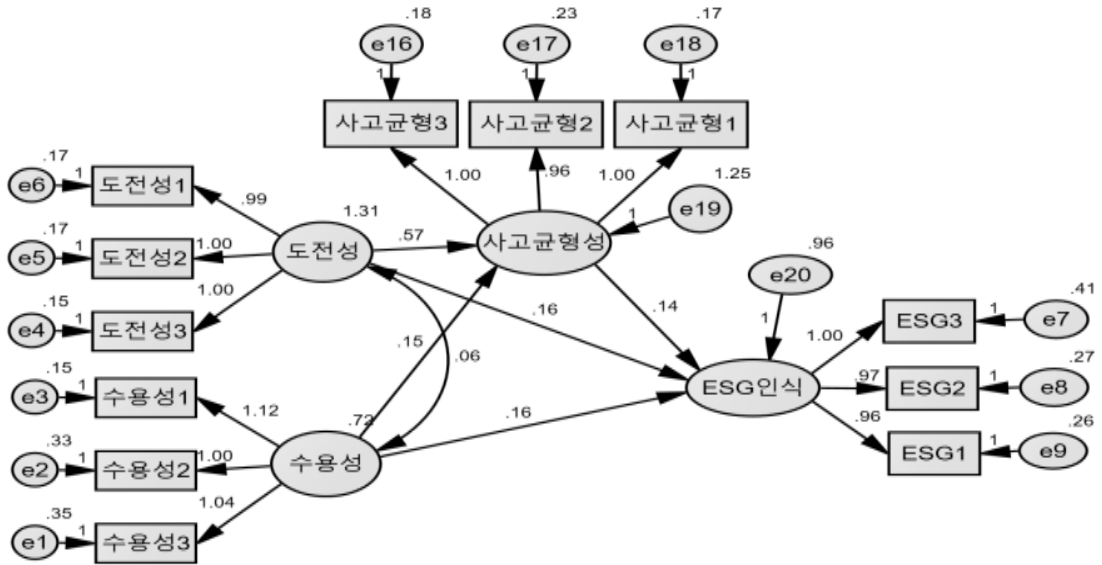 .18 .23 .17
e16 e17 e18
1 1 1
사고균형3 사고균형2 사고균형1
1.00 .96 1.00
1.25
e19
1
.17
e6 1 도전성1
.99
.17
e5 1 도전성2
1.00
.15
e4 1 도전성3
1.00
1.31
도전성
.57
사고균형성
.96
e20
1
.16
.14
.15
.06
.15
e3 1 수용성1
1.12
.33
e2 1 수용성2
1.00
.35
e1 1 수용성3
1.04
.72
수용성
.16
ESG인식
1.00
ESG3 1 e7
.41
.97
ESG2 1 e8
.27
.96
ESG1 1 e9
.26